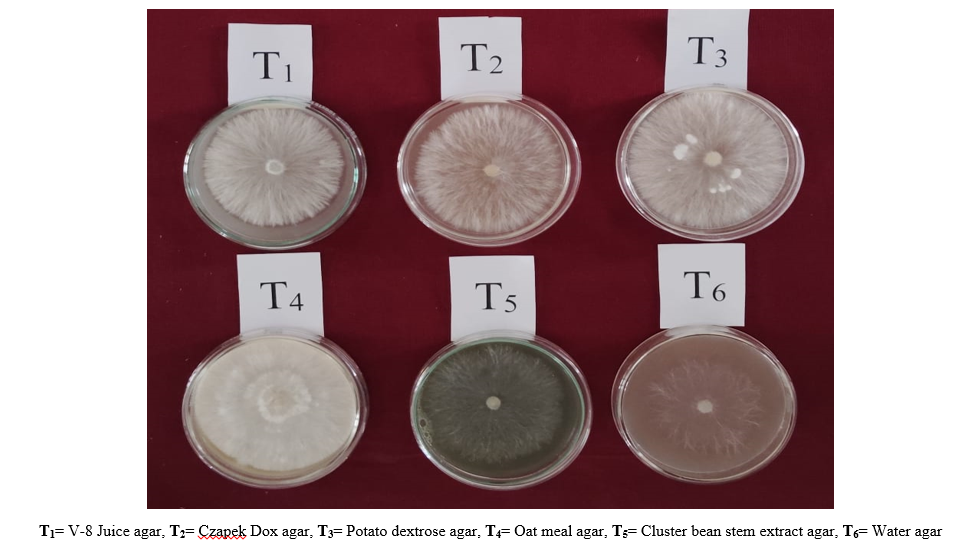 T1
T2
T3
T4
T5
T6
T1= V-8 Juice agar, T2= Czapek Dox agar, T3= Potato dextrose agar, T4= Oat meal agar, T5= Cluster bean stem extract agar, T6= Water agar